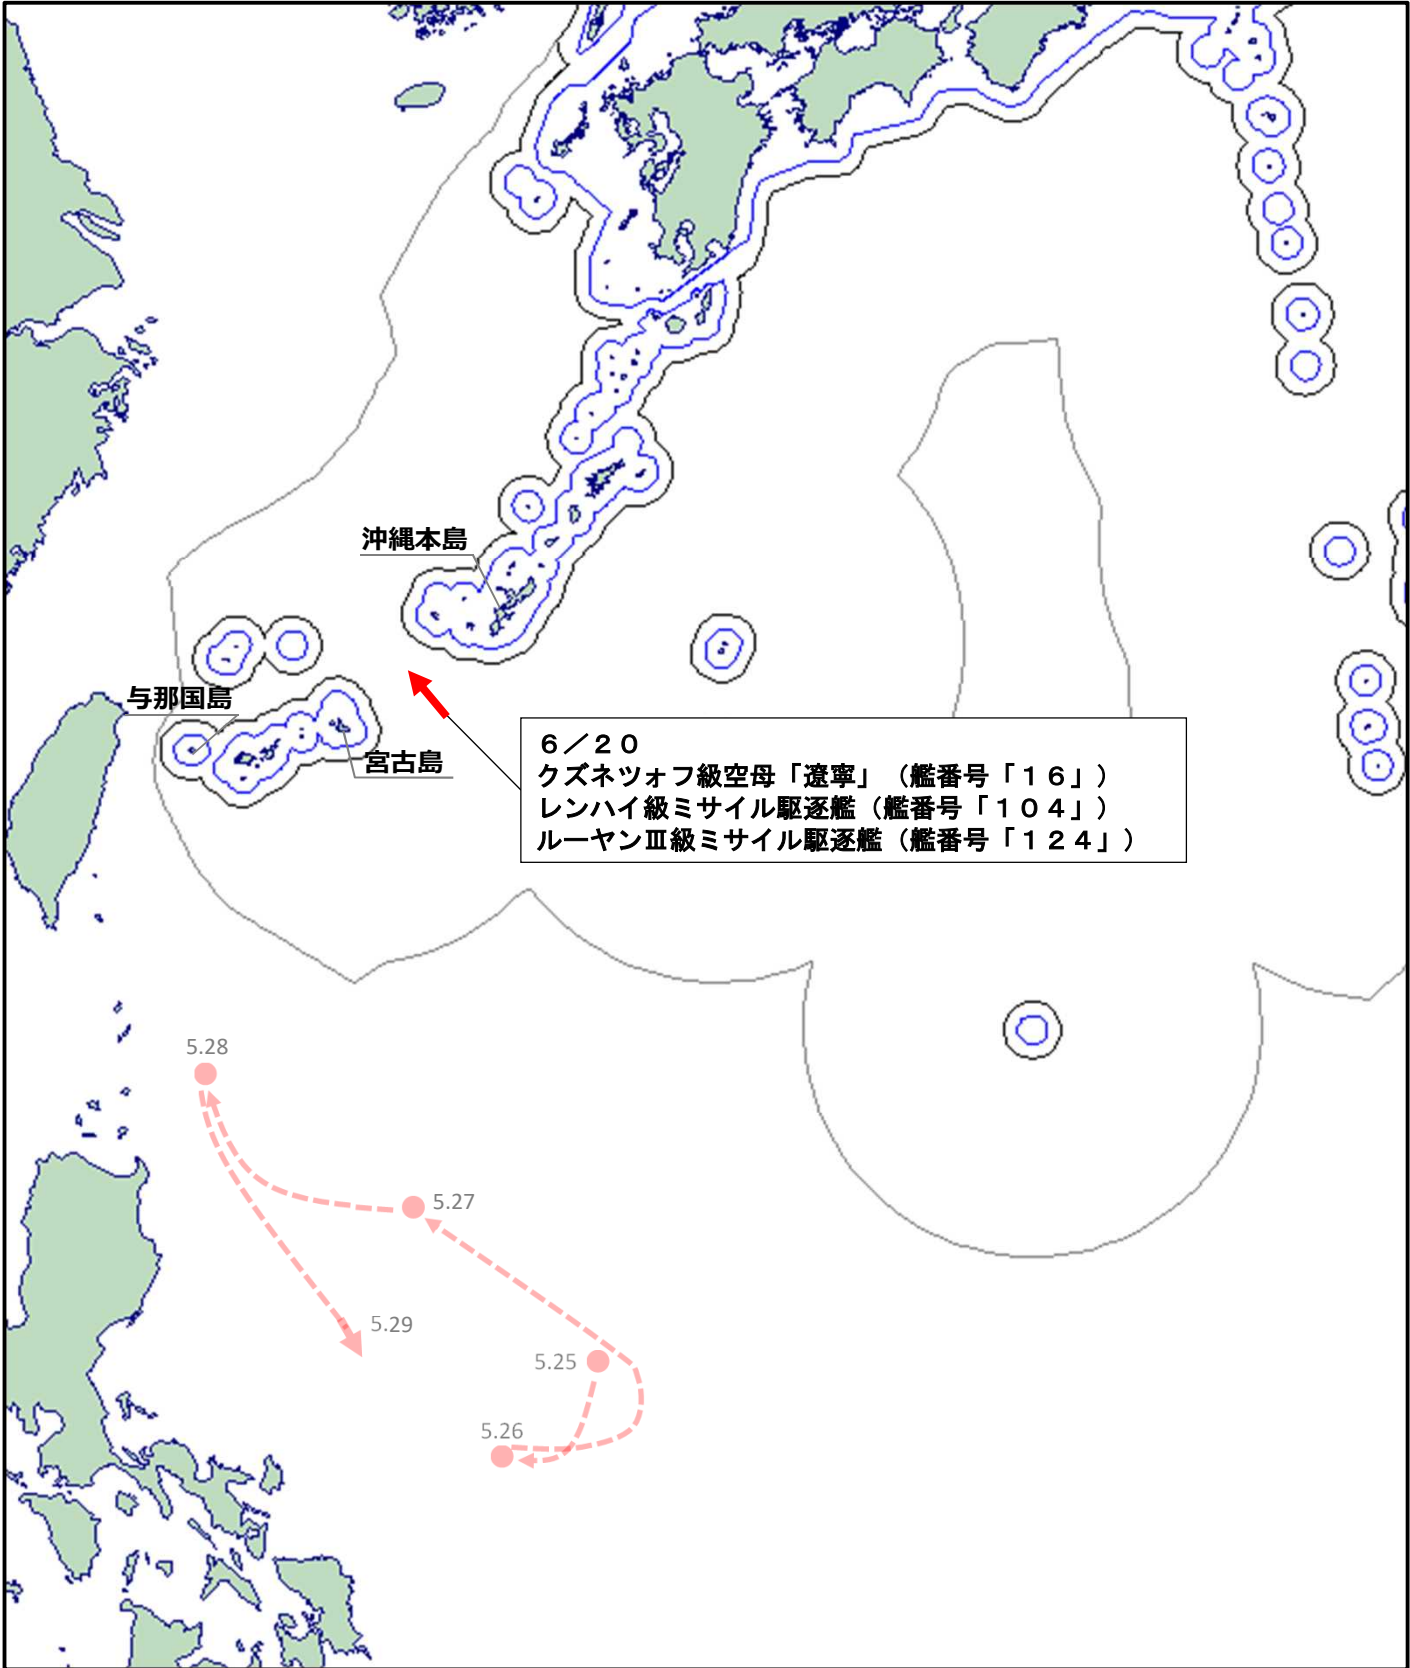 沖縄本島
与那国島
宮古島
６／２０
クズネツォフ級空母「遼寧」（艦番号「１６」）
レンハイ級ミサイル駆逐艦（艦番号「１０４」）
ルーヤンⅢ級ミサイル駆逐艦（艦番号「１２４」）
5.28
5.27
5.29
5.25
5.26